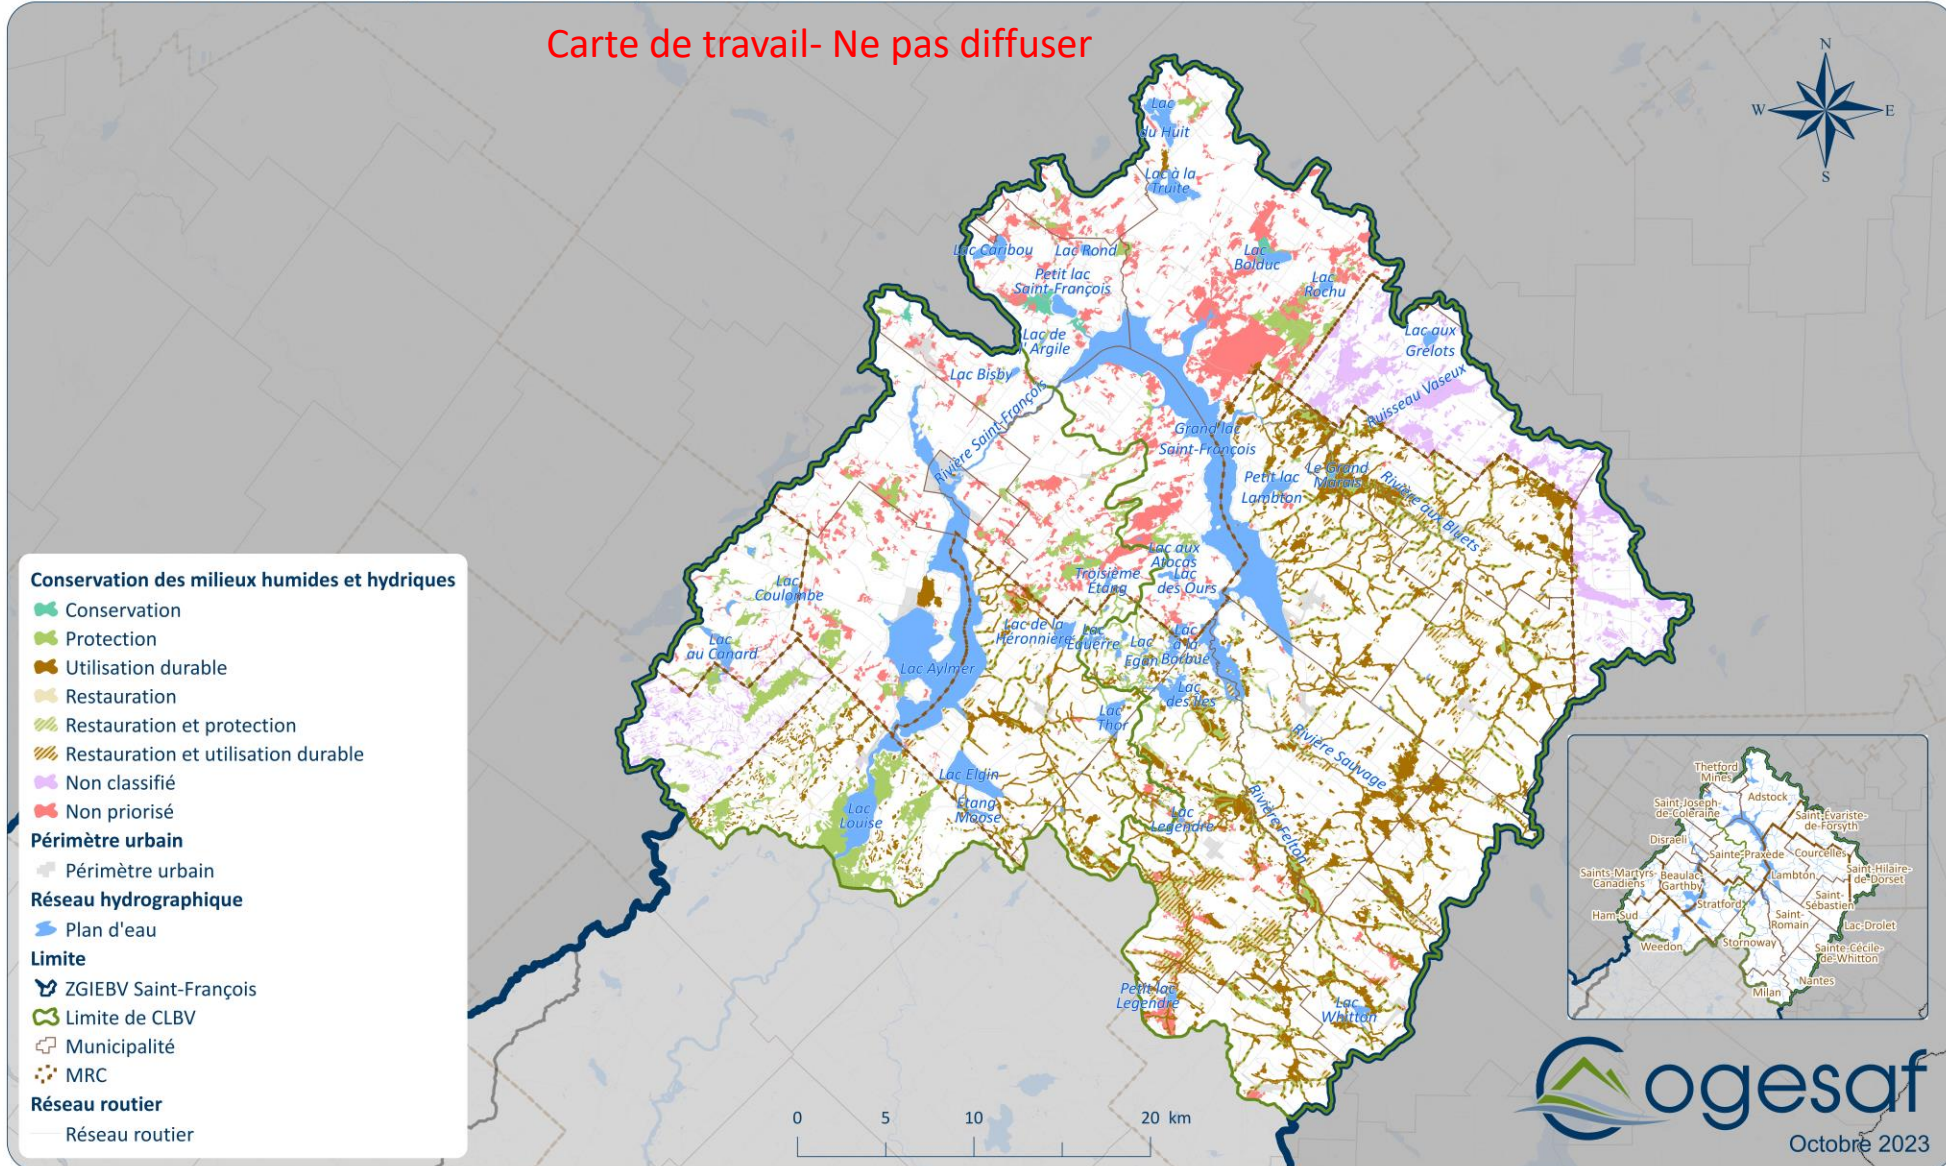 Carte de travail- Ne pas diffuser
N
W
E
S
Lac
du Huit
Lac à la
Truite
Lac Caribou
Lac Rond
Lac
Bolduc
Petit lac
Saint-François
Lac
Rochu
Lac de
l'Argile
Lac aux
Grelots
Lac Bisby
Ruisseau Vaseux
Rivière Saint-François
Grand lac
Saint-François
Petit lac
Lambton
Le Grand
Marais
Rivière aux Bluets
Lac aux
Atocas
Troisième
Étang
Lac
des Ours
Lac
Coulombe
Lac de la
Héronnière
Lac
Équerre
Lac
Egan
Lac
à la
Barbue
Lac
au Canard
Lac Aylmer
Lac
des Îles
Lac
Thor
Rivière Sauvage
Lac Elgin
Étang
Moose
Lac
Louise
Lac
Legendre
Rivière Felton
Petit lac
Legendre
Lac
Whitton
Conservation des milieux humides et hydriques
Conservation
Protection
Utilisation durable
Restauration
Restauration et protection
Restauration et utilisation durable
Non classifié
Non priorisé
Périmètre urbain
Périmètre urbain
Réseau hydrographique
Plan d'eau
Limite
ZGIEBV Saint-François
Limite de CLBV
Municipalité
MRC
Réseau routier
Réseau routier
0 5 10 20 km
Thetford
Mines
Adstock
Saint-Joseph-
de-Coleraine
Saint-Évariste-
de-Forsyth
Disraeli
Sainte-Praxède
Courcelles
Saints-Martyrs-
Canadiens
Beaulac-
Garthby
Lambton
Saint-Hilaire-
de-Dorset
Stratford
Saint-
Sébastien
Ham-Sud
Saint-
Romain
Lac-Drolet
Weedon
Stornoway
Sainte-Cécile-
de-Whitton
Nantes
Milan
Cogesaf
Octobre 2023